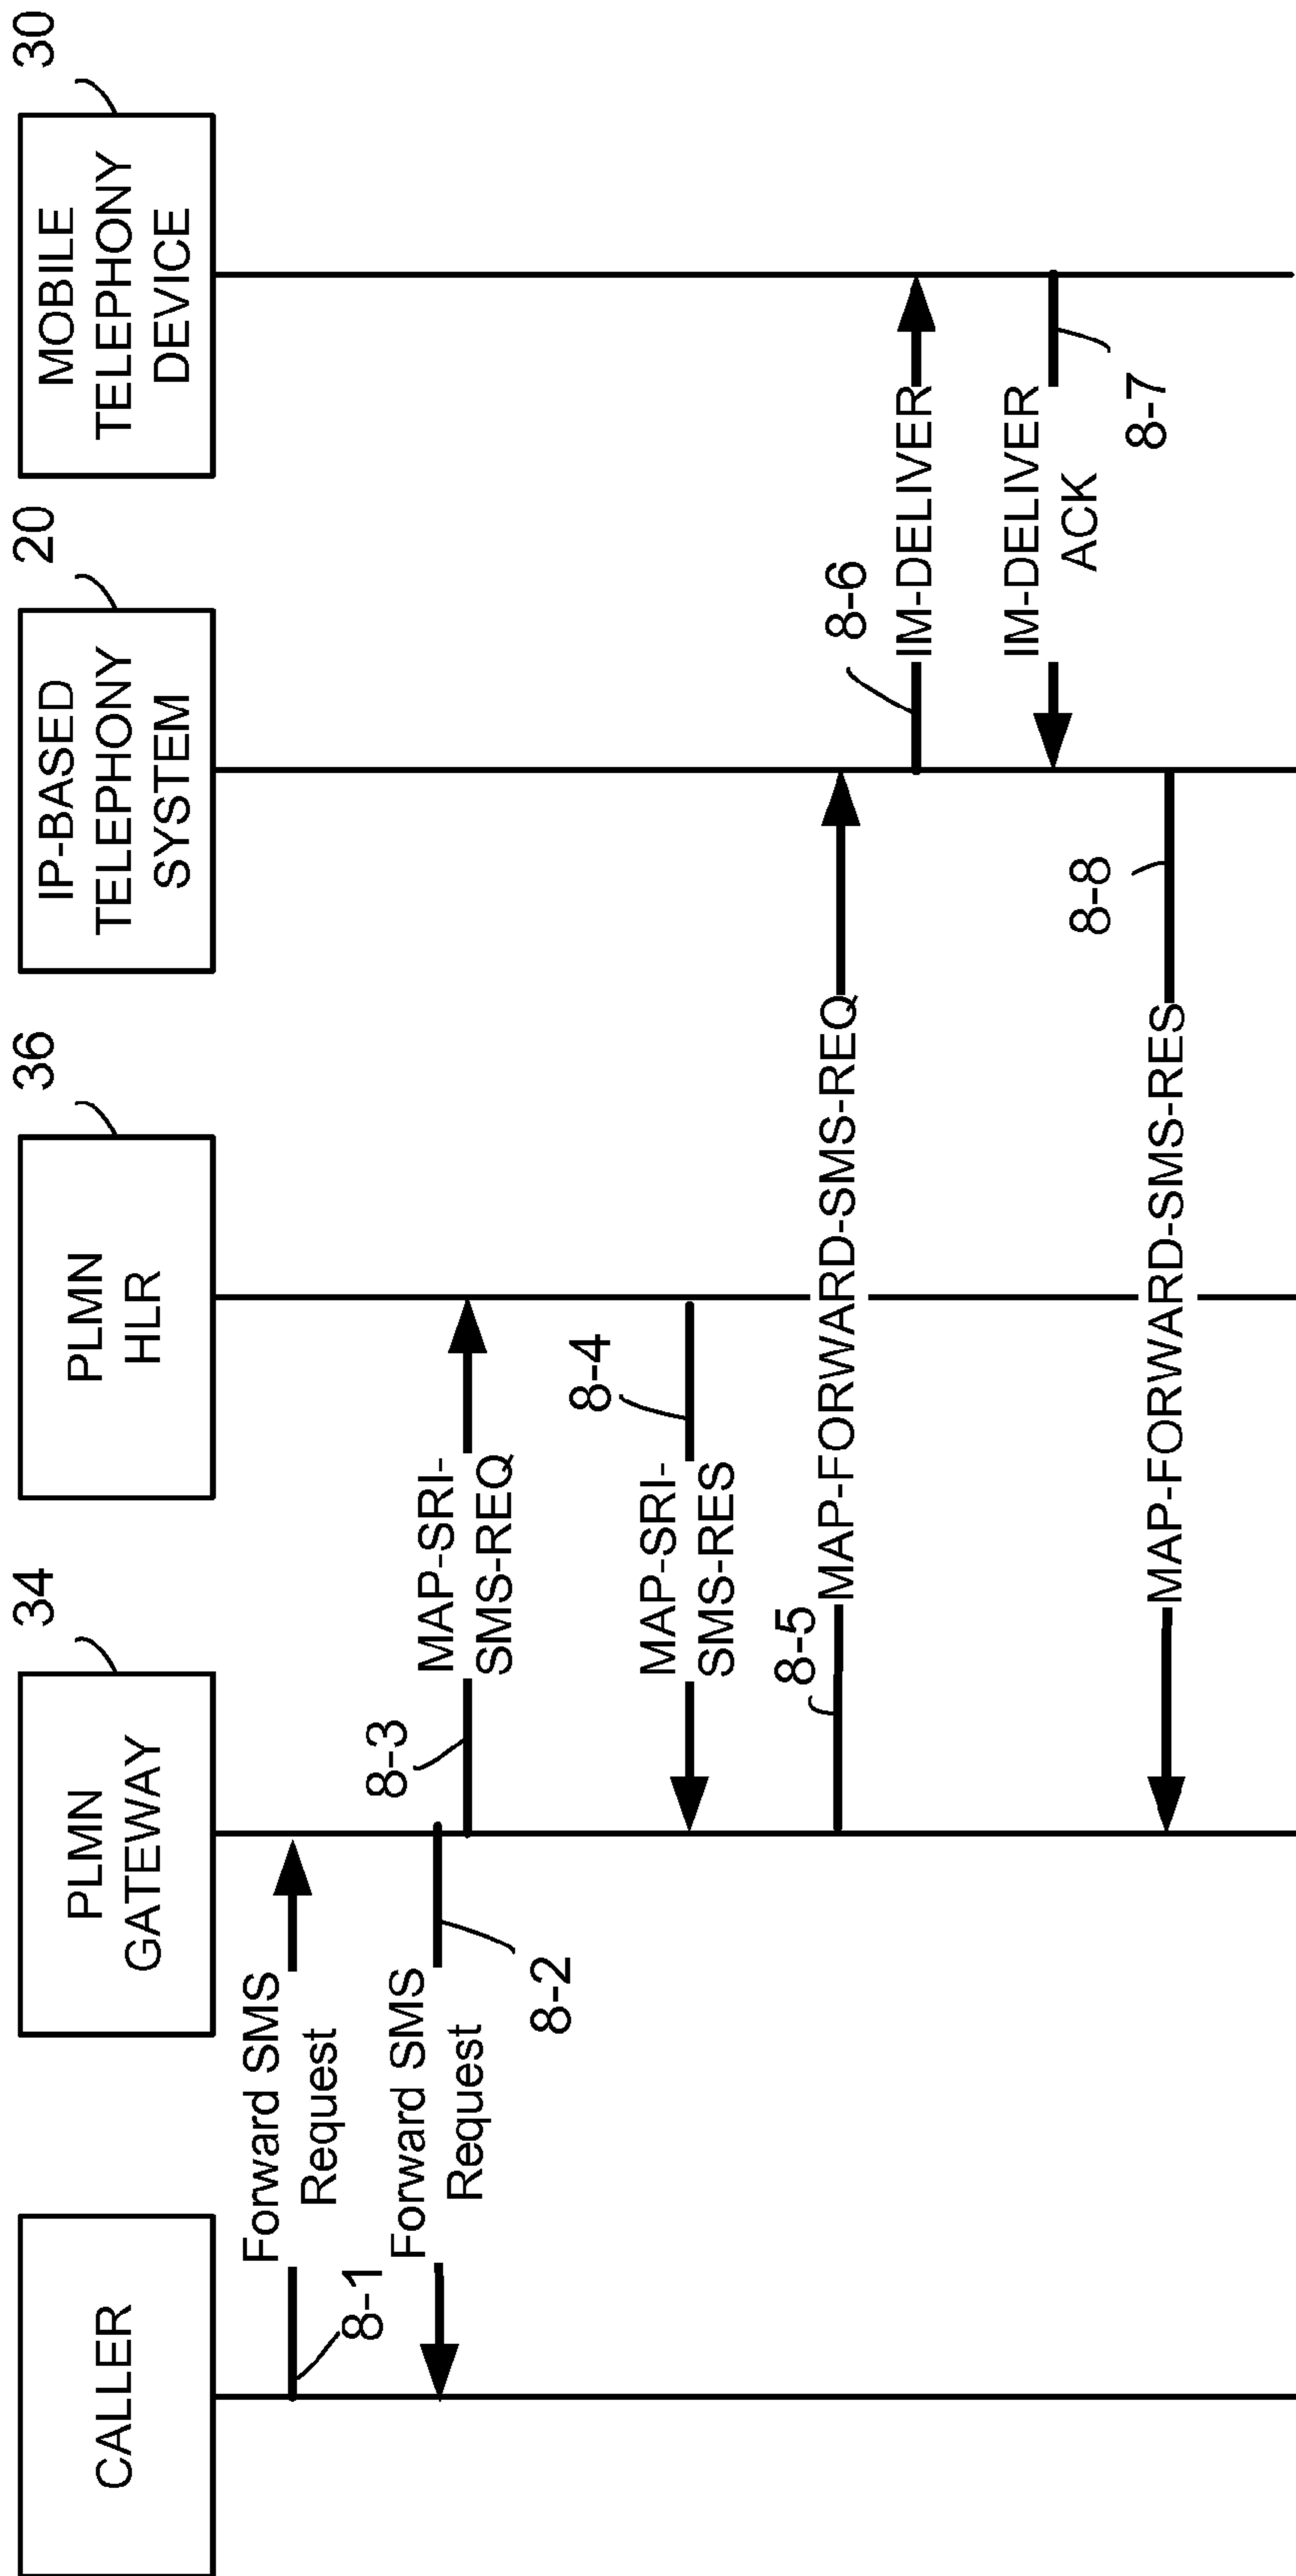 CALLER
PLMN
GATEWAY
34
PLMN
HLR
36
IP-BASED
TELEPHONY
SYSTEM
20
MOBILE
TELEPHONY
DEVICE
30
Forward SMS
Request
8-1
Forward SMS
Request
8-2
8-3
MAP-SRI-
SMS-REQ
MAP-SRI-
SMS-RES
8-4
8-5
MAP-FORWARD-SMS-REQ
8-6
IM-DELIVER
IM-DELIVER
ACK
8-7
MAP-FORWARD-SMS-RES
8-8